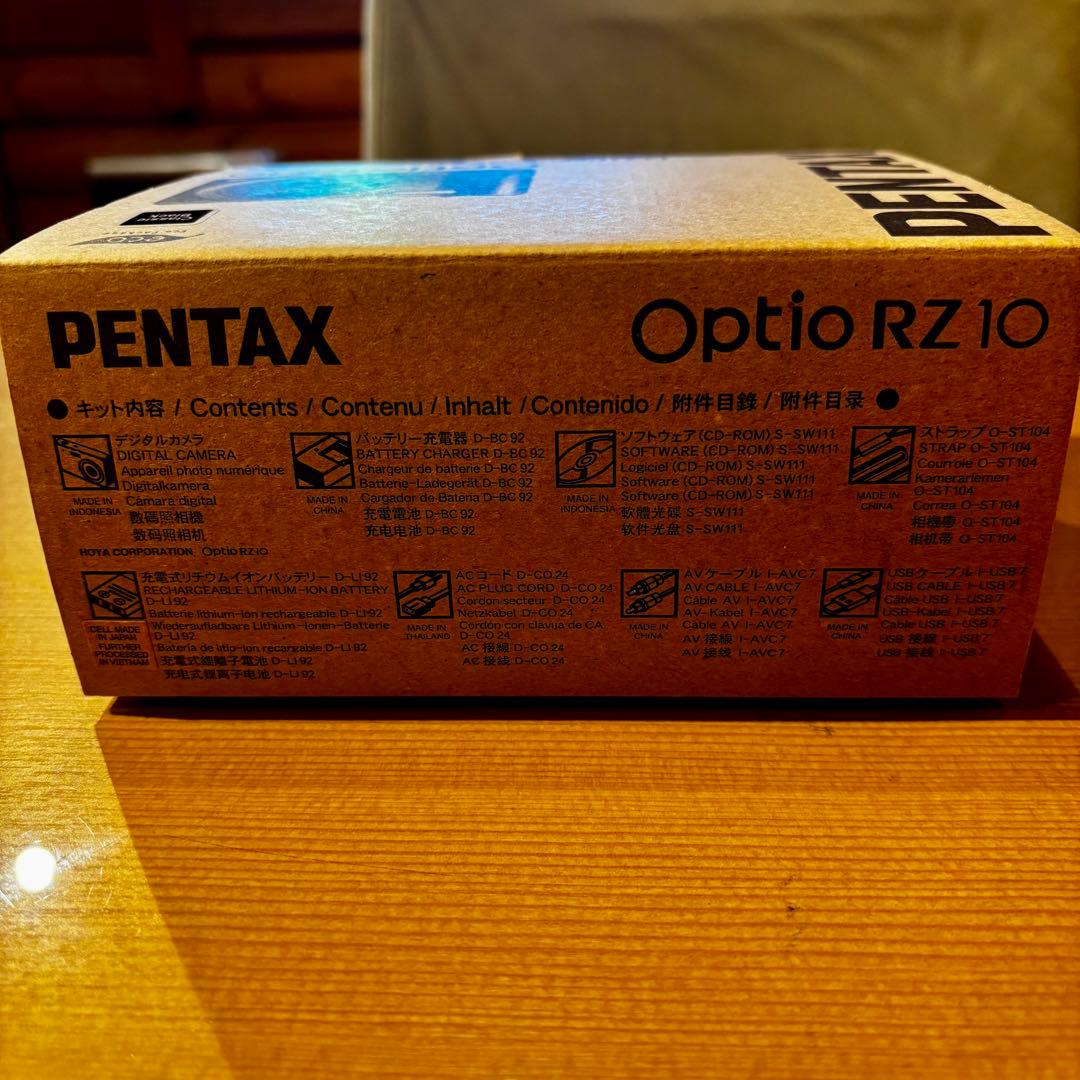 Classic
Black
eco
PENTA
PENTAX
Optio RZ10
● キット内容 / Contents / Contenu / Inhalt / Contenido / 附件目錄 / 附件目录 ●
デジタルカメラ
DIGITAL CAMERA
Appareil photo numérique
Digitalkamera
Cámara digital
數碼照相機
数码照相机
MADE IN
INDONESIA
HOYA CORPORATION Optio RZ10
バッテリー充電器 D-BC92
BATTERY CHARGER D-BC92
Chargeur de batterie D-BC92
Batterie-Ladegerät D-BC92
Cargador de Batería D-BC92
充電電池 D-BC92
充电电池 D-BC92
MADE IN
CHINA
ソフトウェア(CD-ROM) S-SW111
SOFTWARE (CD-ROM) S-SW111
Logiciel (CD-ROM) S-SW111
Software (CD-ROM) S-SW111
Software (CD-ROM) S-SW111
軟體光碟 S-SW111
软件光盘 S-SW111
MADE IN
INDONESIA
ストラップ O-ST104
STRAP O-ST104
Courroie O-ST104
Kamerariemen
O-ST104
Correa O-ST104
相機帶 O-ST104
相机带 O-ST104
MADE IN
CHINA
充電式リチウムイオンバッテリー D-LI92
RECHARGEABLE LITHIUM-ION BATTERY
D-LI92
Batterie lithium-ion rechargeable D-LI92
Wiederaufladbare Lithium-Ionen-Batterie
D-LI92
Batería de litio-ion recargable D-LI92
充電式鋰離子電池 D-LI92
充电式锂离子电池 D-LI92
CELL MADE
IN JAPAN
FURTHER
PROCESSED
IN VIETNAM
ACコード D-CO24
AC PLUG CORD D-CO24
Cordon secteur D-CO24
Netzkabel D-CO24
Cordón con clavija de CA
D-CO24
AC 接線 D-CO24
AC 接线 D-CO24
MADE IN
THAILAND
AVケーブル I-AVC7
AV CABLE I-AVC7
Câble AV I-AVC7
AV-Kabel I-AVC7
Cable AV I-AVC7
AV 接線 I-AVC7
AV 接线 I-AVC7
MADE IN
CHINA
USBケーブル I-USB7
USB CABLE I-USB7
Câble USB I-USB7
USB-Kabel I-USB7
Cable USB I-USB7
USB 接線 I-USB7
USB 接线 I-USB7
MADE IN
CHINA